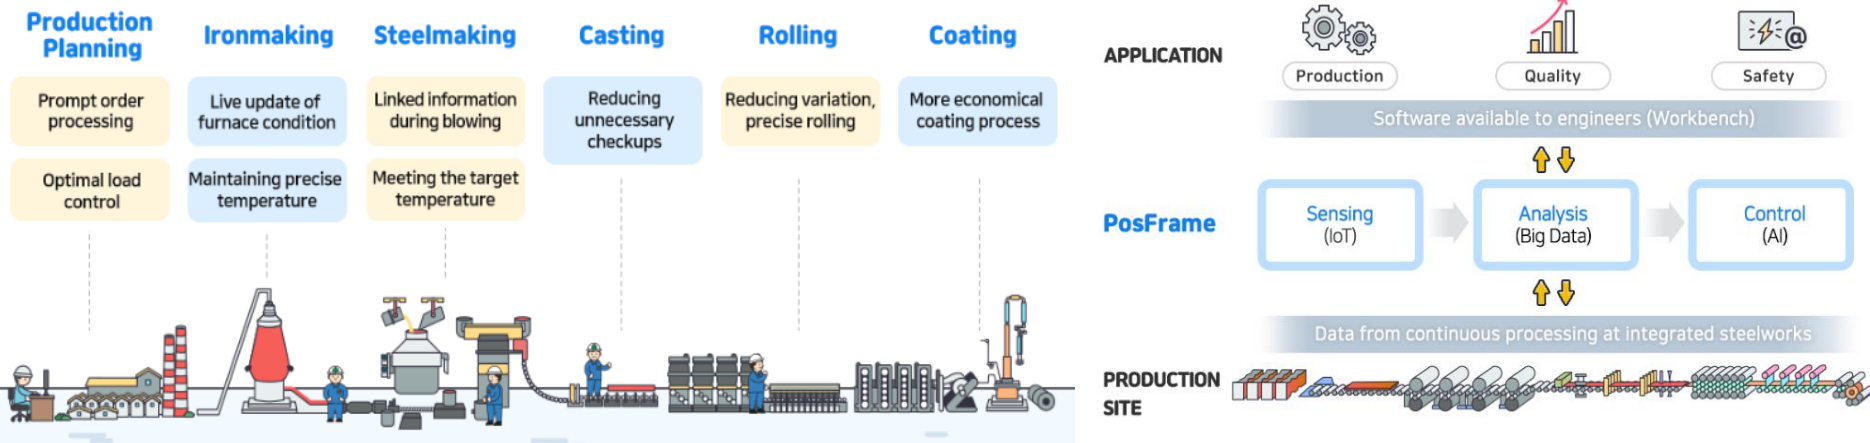 Production
Planning
Ironmaking
Steelmaking
Casting
Rolling
Coating
Prompt order
processing
Live update of
furnace condition
Linked information
during blowing
Reducing
unnecessary
checkups
Reducing variation,
precise rolling
More economical
coating process
Optimal load
control
Maintaining precise
temperature
Meeting the target
temperature
APPLICATION
@
Production
Quality
Safety
Software available to engineers (Workbench)
PosFrame
Sensing
(IoT)
Analysis
(Big Data)
Control
(AI)
Data from continuous processing at integrated steelworks
PRODUCTION
SITE